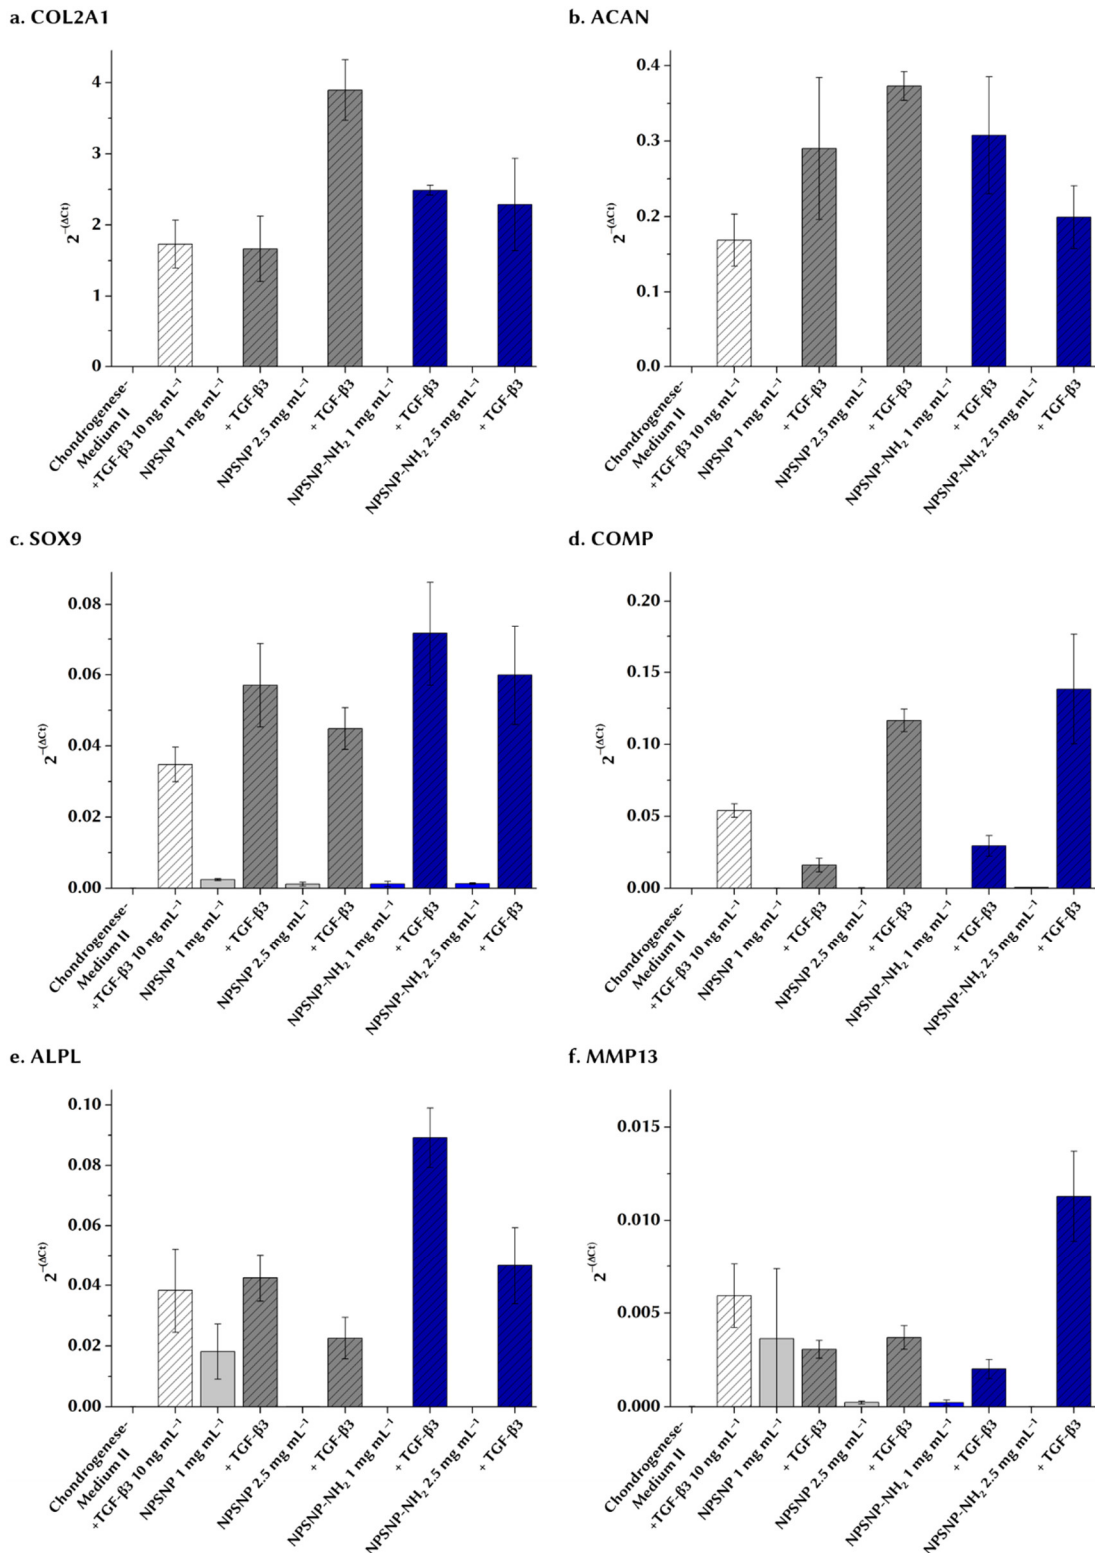 a. COL2A1
2⁻⁽ᐞCt⁾
4
3
2
1
0
Chondrogenese-
Medium II
+TGF-β3 10 ng mL⁻¹
NPSNP 1 mg mL⁻¹
+ TGF-β3
NPSNP 2.5 mg mL⁻¹
+ TGF-β3
NPSNP-NH₂ 1 mg mL⁻¹
+ TGF-β3
NPSNP-NH₂ 2.5 mg mL⁻¹
+ TGF-β3
b. ACAN
2⁻⁽ᐞCt⁾
0.4
0.3
0.2
0.1
0.0
Chondrogenese-
Medium II
+TGF-β3 10 ng mL⁻¹
NPSNP 1 mg mL⁻¹
+ TGF-β3
NPSNP 2.5 mg mL⁻¹
+ TGF-β3
NPSNP-NH₂ 1 mg mL⁻¹
+ TGF-β3
NPSNP-NH₂ 2.5 mg mL⁻¹
+ TGF-β3
c. SOX9
2⁻⁽ᐞCt⁾
0.08
0.06
0.04
0.02
0.00
Chondrogenese-
Medium II
+TGF-β3 10 ng mL⁻¹
NPSNP 1 mg mL⁻¹
+ TGF-β3
NPSNP 2.5 mg mL⁻¹
+ TGF-β3
NPSNP-NH₂ 1 mg mL⁻¹
+ TGF-β3
NPSNP-NH₂ 2.5 mg mL⁻¹
+ TGF-β3
d. COMP
2⁻⁽ᐞCt⁾
0.20
0.15
0.10
0.05
0.00
Chondrogenese-
Medium II
+TGF-β3 10 ng mL⁻¹
NPSNP 1 mg mL⁻¹
+ TGF-β3
NPSNP 2.5 mg mL⁻¹
+ TGF-β3
NPSNP-NH₂ 1 mg mL⁻¹
+ TGF-β3
NPSNP-NH₂ 2.5 mg mL⁻¹
+ TGF-β3
e. ALPL
2⁻⁽ᐞCt⁾
0.10
0.08
0.06
0.04
0.02
0.00
Chondrogenese-
Medium II
+TGF-β3 10 ng mL⁻¹
NPSNP 1 mg mL⁻¹
+ TGF-β3
NPSNP 2.5 mg mL⁻¹
+ TGF-β3
NPSNP-NH₂ 1 mg mL⁻¹
+ TGF-β3
NPSNP-NH₂ 2.5 mg mL⁻¹
+ TGF-β3
f. MMP13
2⁻⁽ᐞCt⁾
0.015
0.010
0.005
0.000
Chondrogenese-
Medium II
+TGF-β3 10 ng mL⁻¹
NPSNP 1 mg mL⁻¹
+ TGF-β3
NPSNP 2.5 mg mL⁻¹
+ TGF-β3
NPSNP-NH₂ 1 mg mL⁻¹
+ TGF-β3
NPSNP-NH₂ 2.5 mg mL⁻¹
+ TGF-β3